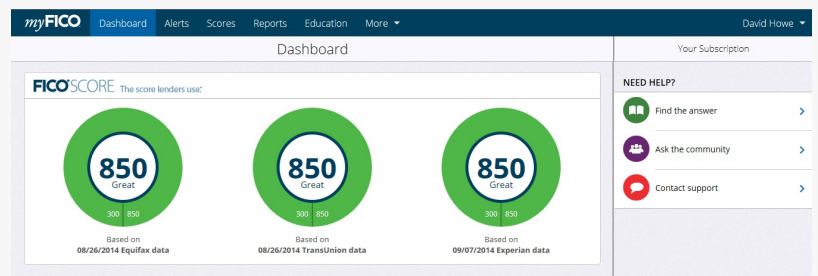 myFICO Dashboard Alerts Scores Reports Education More David Howe
Dashboard
Your Subscription
FICO® SCORE The score lenders use.®
850
Great
300 850
Based on
08/26/2014 Equifax data
850
Great
300 850
Based on
08/26/2014 TransUnion data
850
Great
300 850
Based on
09/07/2014 Experian data
NEED HELP?
Find the answer
Ask the community
Contact support